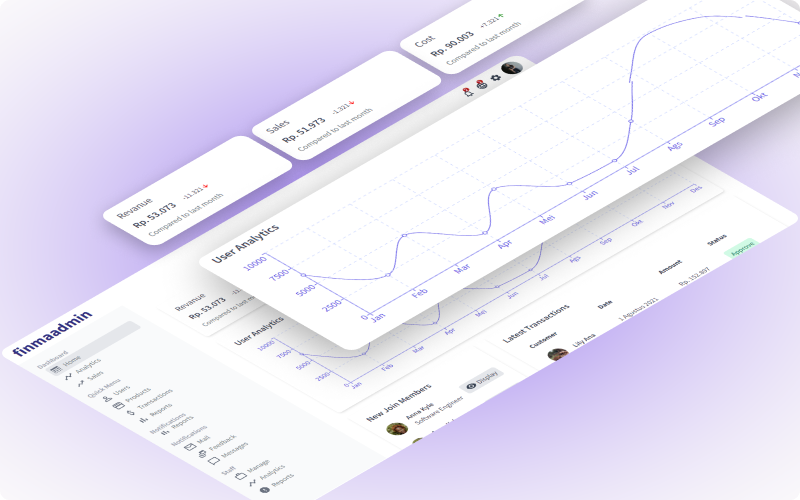 Cost
Rp. 90.003 +7.321
Compared to last month
Sales
Rp. 51.973 -1.321
Compared to last month
Revanue
Rp. 53.073 -11.321
Compared to last month
User Analytics
10000
7500
5000
2500
0
Jan
Feb
Mar
Apr
Mei
Jun
Jul
Ags
Sep
Okt
finmaadmin
Dashboard
Home
Analytics
Sales
Quick Menu
Users
Products
Transactions
Reports
Notifications
Reports
Notifications
Mail
Feedback
Messages
Staff
Manage
Analytics
Reports
Revanue
Rp. 53.073
Compared to last
User Analytics
10000
7500
5000
2500
0
Jan
Feb
Mar
Apr
Mei
Jun
Jul
Ags
Sep
Okt
Nov
Des
New Join Members
Display
Anna Kyle
Software Engineer
Latest Transactions
Customer
Date
Amount
Status
Lily Ana
1 Agustus 2021
Rp. 152.897
Approve